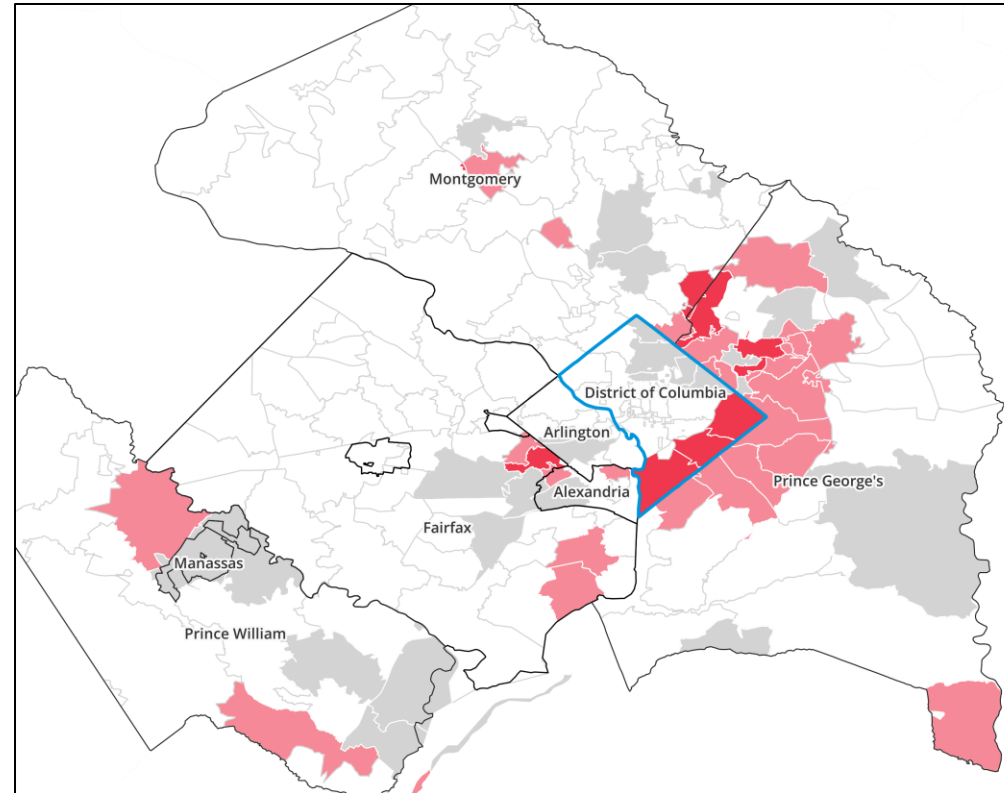 Montgomery
District of Columbia
Arlington
Prince George's
Alexandria
Fairfax
Manassas
Prince William